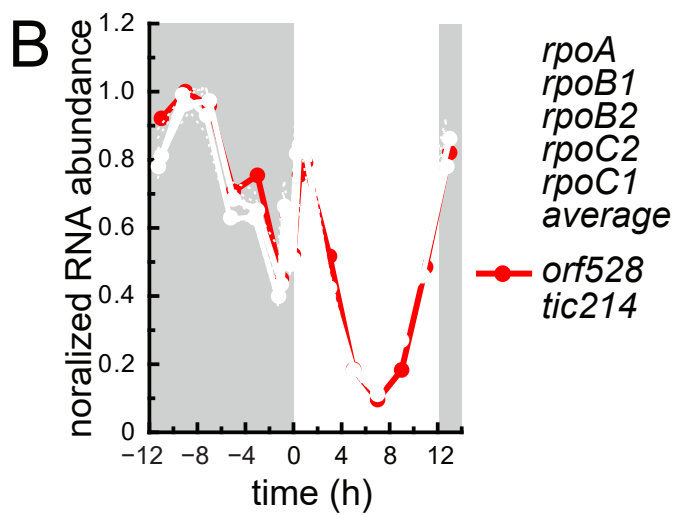 B
noralized RNA abundance
1.2
1.0
0.8
0.6
0.4
0.2
0
−12 −8 −4 0 4 8 12
time (h)
rpoA
rpoB1
rpoB2
rpoC2
rpoC1
average
orf528
tic214